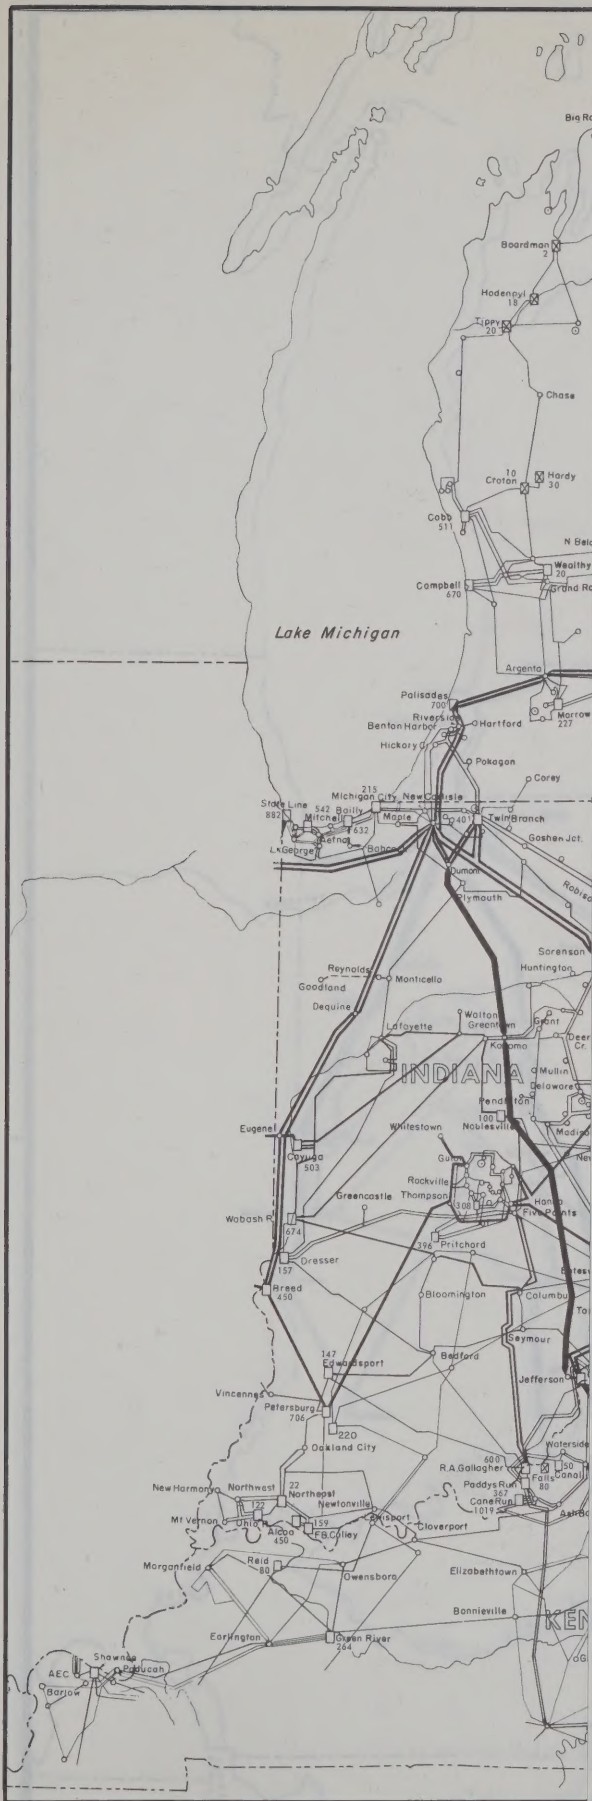 Boardman
2
Hodenpyl
18
Tippy
20
Chase
10
Croton
Hardy
30
Cobb
511
Wealthy
20
Campbell
670
Lake Michigan
Argenta
Palisades
700
Morrow
227
Riverside
Benton Harbor
Hartford
Hickory
Pokagon
Corey
215
Michigan City
New Carlisle
State Line
882
542
Mitchell
Bailly
632
Maple
401
Twin Branch
Aetna
Lk George
Babcock
Goshen Jct.
Dumont
Plymouth
Sorenson
Huntington
Reynolds
Monticello
Goodland
Dequine
Walton
Greentown
Grant
Lafayette
Kokomo
Deer
Cr.
Mullin
INDIANA
Delaware
Pendleton
100
Noblesville
Eugene
Whitestown
Cayuga
503
Rockville
Greencastle
Thompson
308
Hanna
Five Points
Wabash R.
674
396
Pritchard
Dresser
157
Breed
450
Bloomington
Seymour
147
Edwardsport
Bedford
Jefferson
Vincennes
Petersburg
706
220
Oakland City
600
R.A. Gallagher
Falls
80
50
Canal
Waterside
Paddys Run
367
Cane Run
1019
New Harmony
Northwest
22
Northeast
122
Ohio R.
Mt Vernon
Alcoa
450
159
F.B. Culley
Newtonville
Lewisport
Cloverport
Morganfield
Reid
80
Owensboro
Elizabethtown
Bonnieville
Earlington
Green River
264
KEN
Shawnee
AEC
Paducah
Barlow